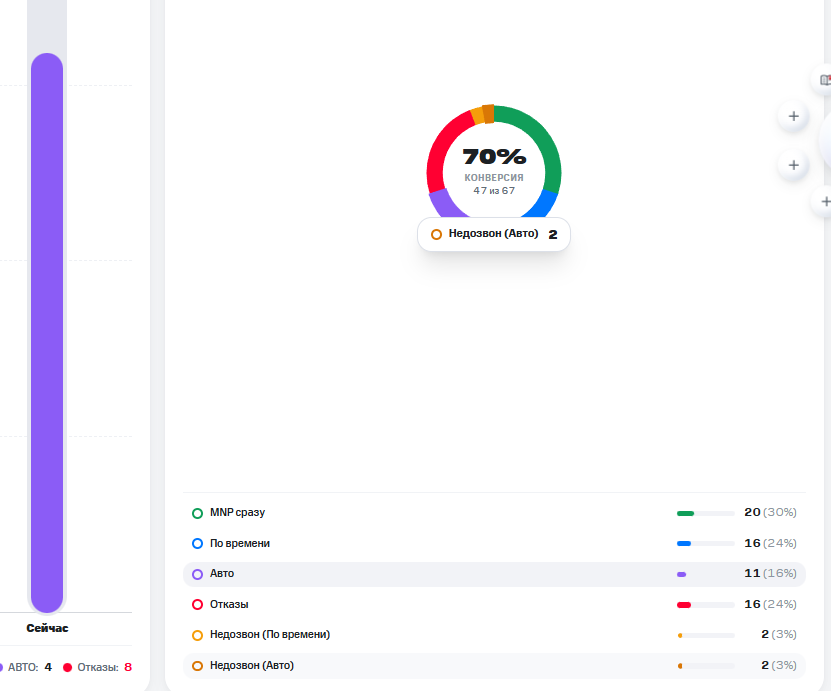 70%
КОНВЕРСИЯ
47 из 67
Недозвон (Авто) 2
MNP сразу 20 (30%)
По времени 16 (24%)
Авто 11 (16%)
Отказы 16 (24%)
Недозвон (По времени) 2 (3%)
Недозвон (Авто) 2 (3%)
Сейчас
АВТО: 4 Отказы: 8